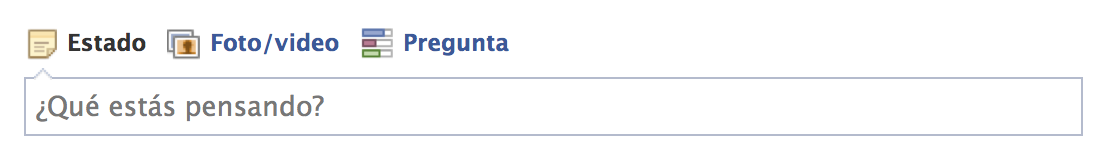 Estado Foto/video Pregunta
¿Qué estás pensando?